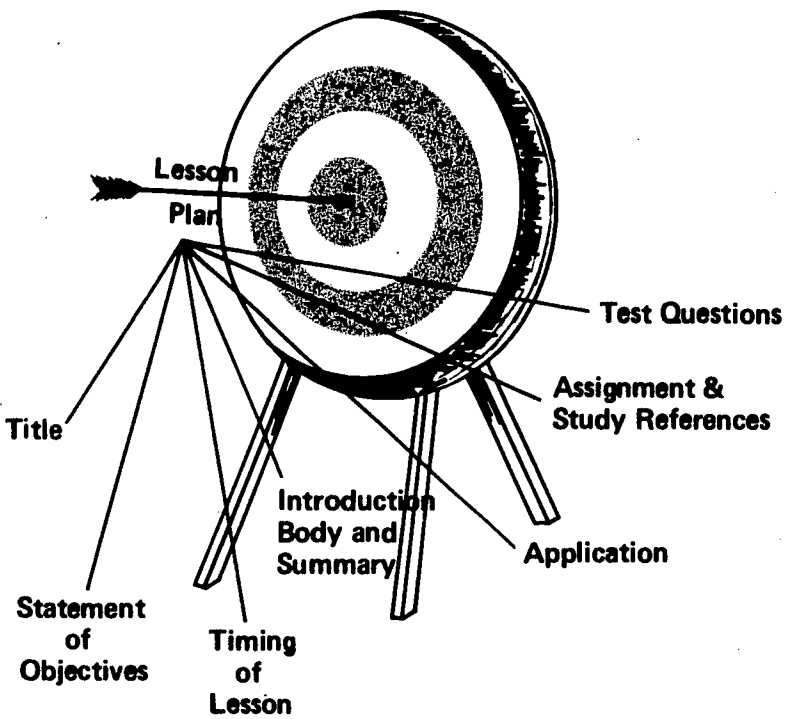 Lesson
Plan
Test Questions
Assignment &
Study References
Title
Introduction
Body and
Summary
Application
Statement
of
Objectives
Timing
of
Lesson